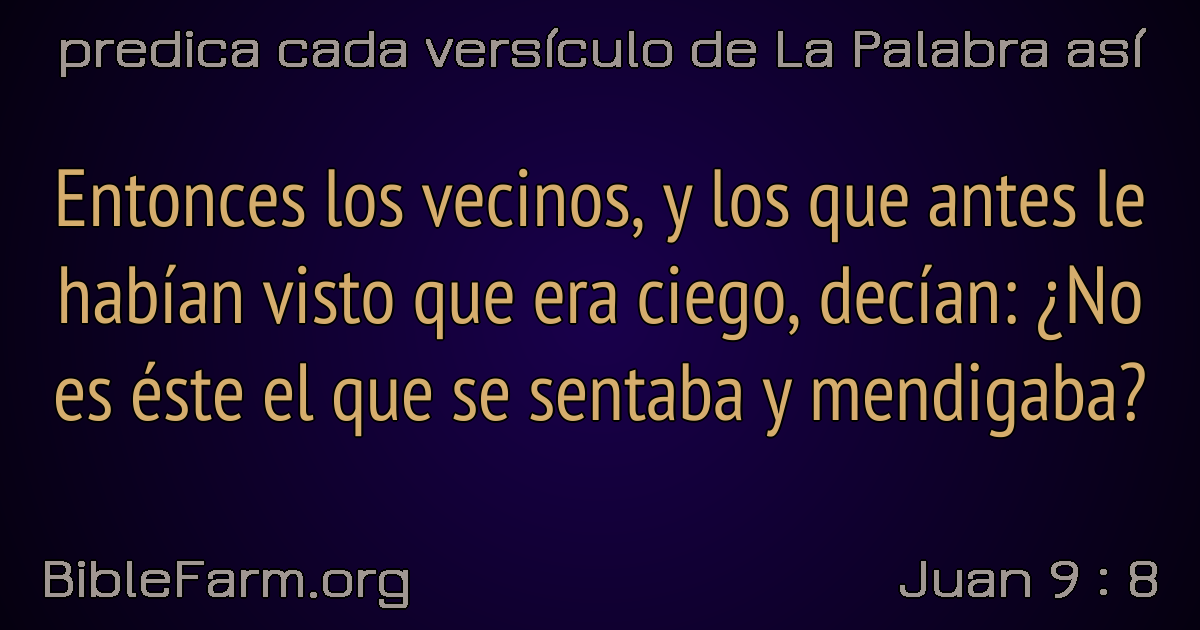 predica cada versículo de La Palabra así
Entonces los vecinos, y los que antes le
habían visto que era ciego, decían: ¿No
es éste el que se sentaba y mendigaba?
BibleFarm.org
Juan 9 : 8